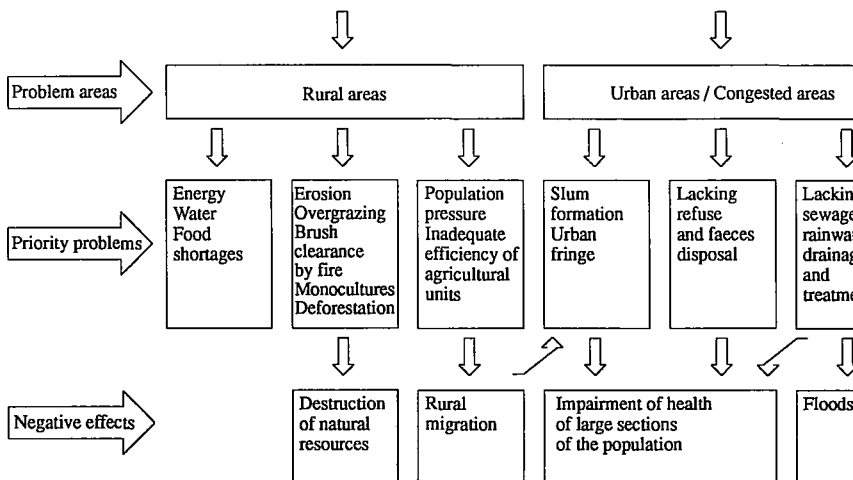 Problem areas
Rural areas
Urban areas / Congested areas
Priority problems
Energy
Water
Food
shortages
Erosion
Overgrazing
Brush
clearance
by fire
Monocultures
Deforestation
Population
pressure
Inadequate
efficiency of
agricultural
units
Slum
formation
Urban
fringe
Lacking
refuse
and faeces
disposal
and
Negative effects
Destruction
of natural
resources
Rural
migration
Impairment of health
of large sections
of the population
Floods